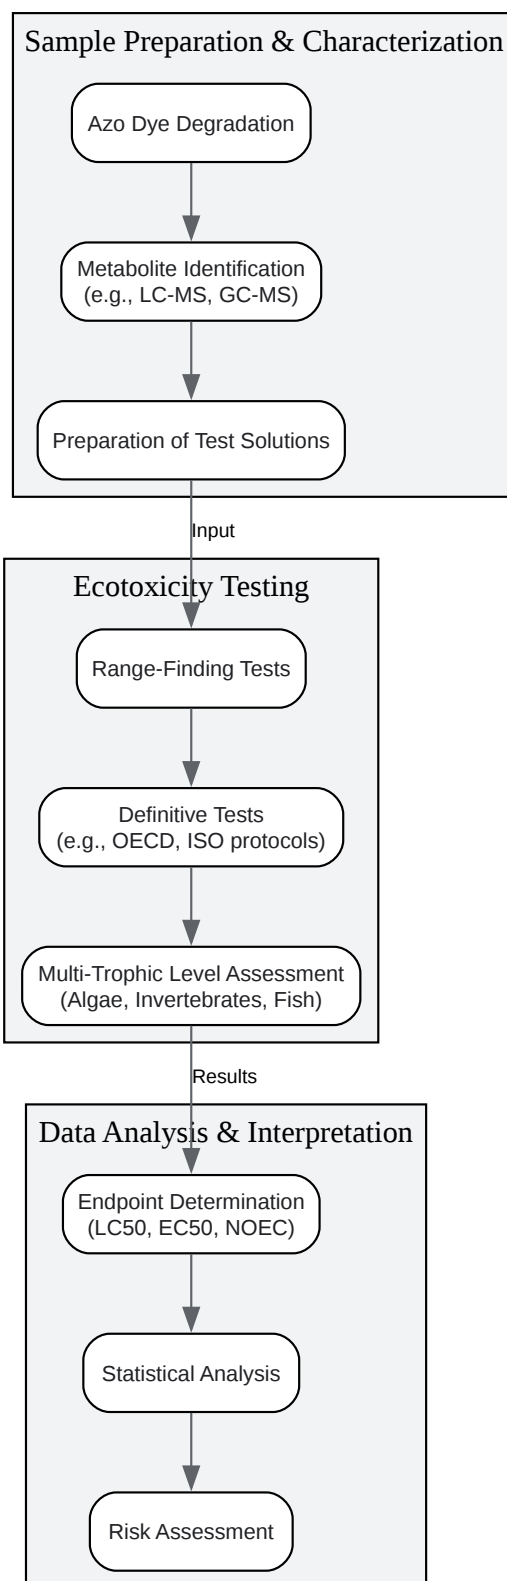 Sample Preparation & Characterization
Azo Dye Degradation
Metabolite Identification
(e.g., LC-MS, GC-MS)
Preparation of Test Solutions
Input
Ecotoxicity Testing
Range-Finding Tests
Definitive Tests
(e.g., OECD, ISO protocols)
Multi-Trophic Level Assessment
(Algae, Invertebrates, Fish)
Results
Data Analysis & Interpretation
Endpoint Determination
(LC50, EC50, NOEC)
Statistical Analysis
Risk Assessment